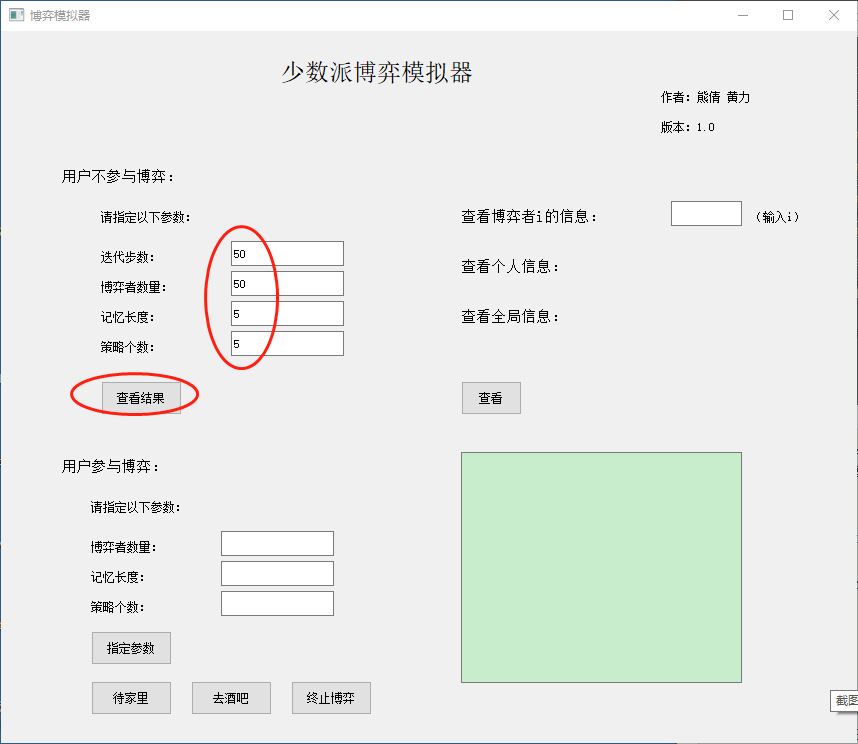 博弈模拟器
少数派博弈模拟器
作者：熊倩 黄力
版本：1.0
用户不参与博弈：
请指定以下参数：
迭代步数： 50
博弈者数量： 50
记忆长度： 5
策略个数： 5
查看结果
查看博弈者i的信息： （输入i）
查看个人信息：
查看全局信息：
查看
用户参与博弈：
请指定以下参数：
博弈者数量：
记忆长度：
策略个数：
指定参数
待家里 去酒吧 终止博弈
截图